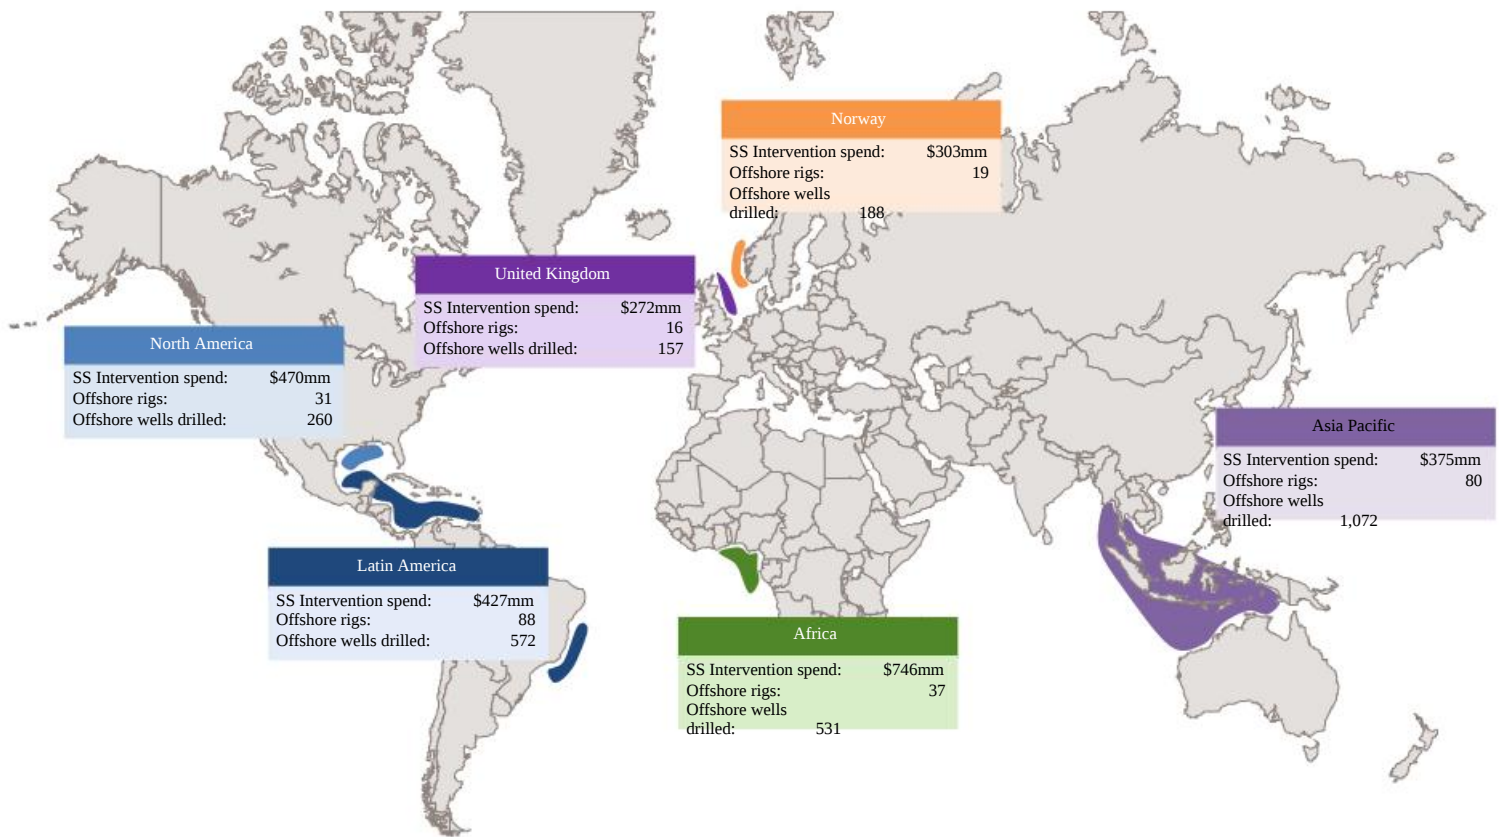 Norway
SS Intervention spend: $303mm
Offshore rigs: 19
Offshore wells
drilled: 188
United Kingdom
SS Intervention spend: $272mm
Offshore rigs: 16
Offshore wells drilled: 157
North America
SS Intervention spend: $470mm
Offshore rigs: 31
Offshore wells drilled: 260
Asia Pacific
SS Intervention spend: $375mm
Offshore rigs: 80
Offshore wells
drilled: 1,072
Latin America
SS Intervention spend: $427mm
Offshore rigs: 88
Offshore wells drilled: 572
Africa
SS Intervention spend: $746mm
Offshore rigs: 37
Offshore wells
drilled: 531